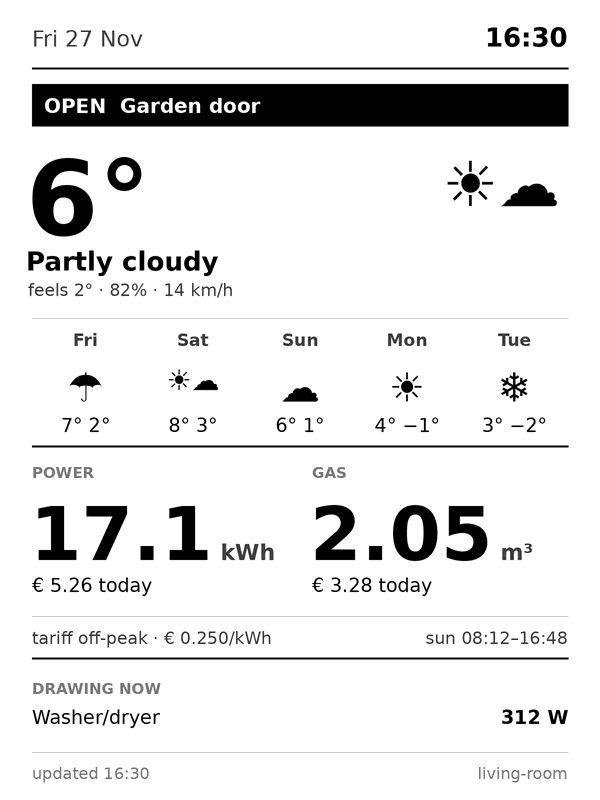 Fri 27 Nov 16:30
OPEN Garden door
6°
Partly cloudy
feels 2° · 82% · 14 km/h
Fri Sat Sun Mon Tue
7° 2° 8° 3° 6° 1° 4° −1° 3° −2°
POWER GAS
17.1 kWh 2.05 m³
€ 5.26 today € 3.28 today
tariff off-peak · € 0.250/kWh sun 08:12–16:48
DRAWING NOW
Washer/dryer 312 W
updated 16:30 living-room